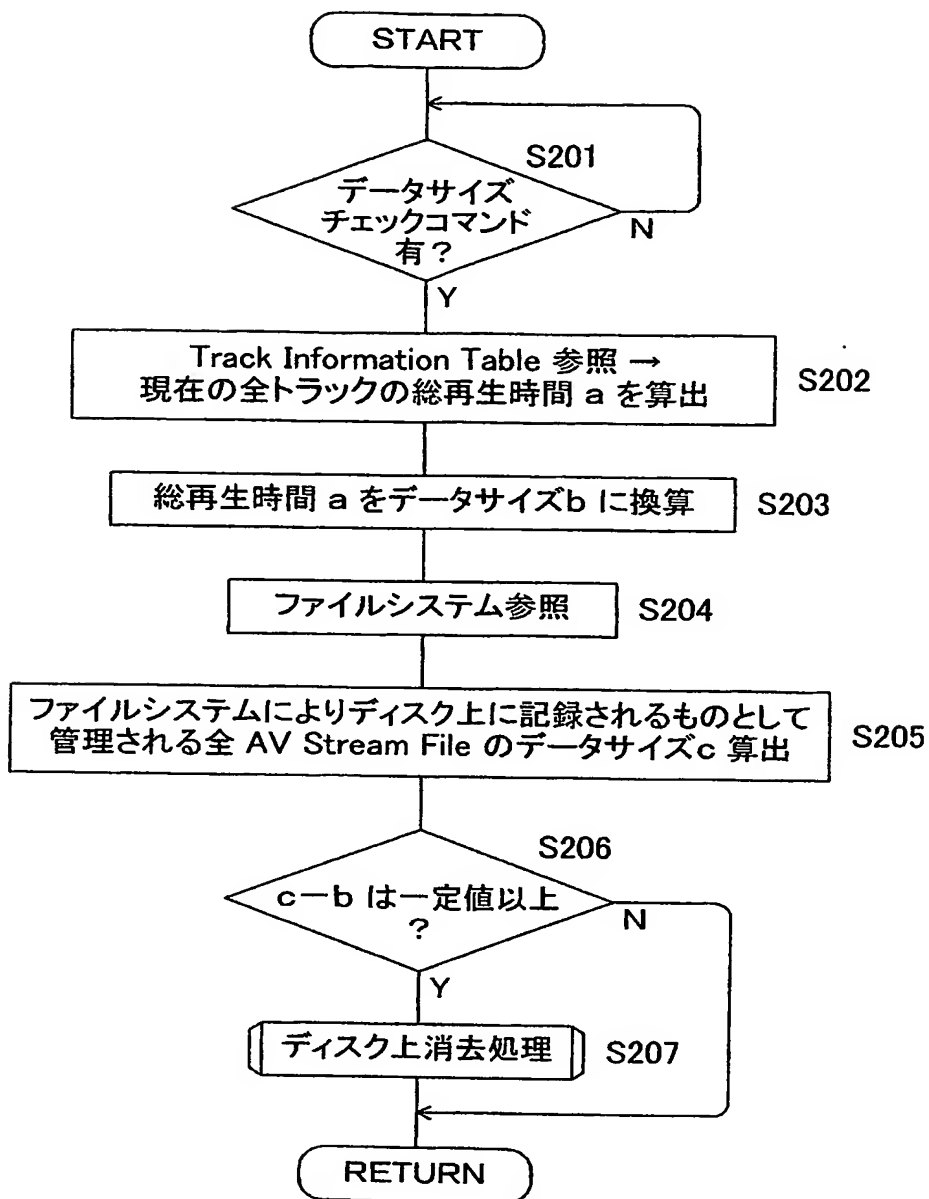 START
S201
データサイズ
チェックコマンド
有?
N
Y
Track Information Table 参照 →
現在の全トラックの総再生時間 a を算出
S202
総再生時間 a をデータサイズb に換算
S203
ファイルシステム参照
S204
ファイルシステムによりディスク上に記録されるものとして
管理される全 AV Stream File のデータサイズc 算出
S205
S206
c-b は一定値以上
?
N
Y
ディスク上消去処理
S207
RETURN